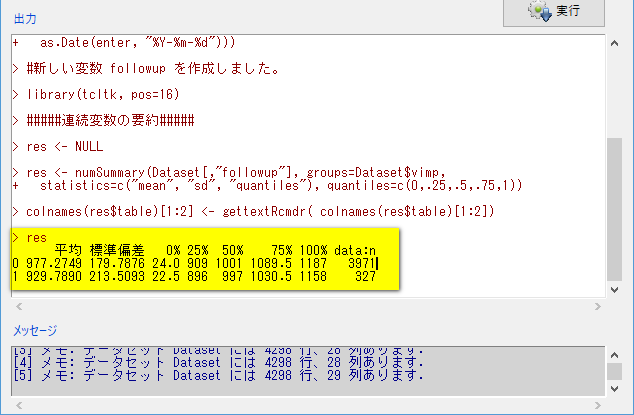 実行
出力
+   as.Date(enter, "%Y-%m-%d")))
> #新しい変数 followup を作成しました。
> library(tcltk, pos=16)
> #####連続変数の要約#####
> res <- NULL
> res <- numSummary(Dataset[,"followup"], groups=Dataset$vimp,
+   statistics=c("mean", "sd", "quantiles"), quantiles=c(0,.25,.5,.75,1))
> colnames(res$table)[1:2] <- gettextRcmdr( colnames(res$table)[1:2])
> res
平均 標準偏差   0% 25%  50%    75% 100% data:n
0 977.2749 179.7876 24.0 909 1001 1089.5 1187   3971
1 929.7890 213.5093 22.5 896  997 1030.5 1158    327
メッセージ
[3] メモ: データセット Dataset には 4298 行、28 列あります.
[4] メモ: データセット Dataset には 4298 行、28 列あります.
[5] メモ: データセット Dataset には 4298 行、29 列あります.